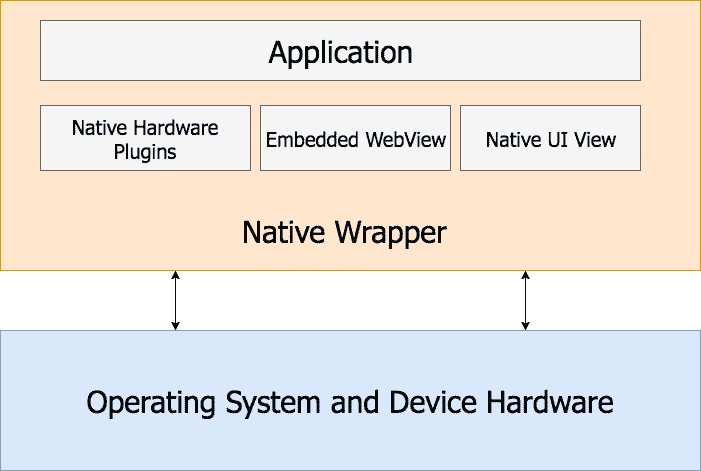 Application
Native Hardware
Plugins
Embedded WebView
Native UI View
Native Wrapper
Operating System and Device Hardware